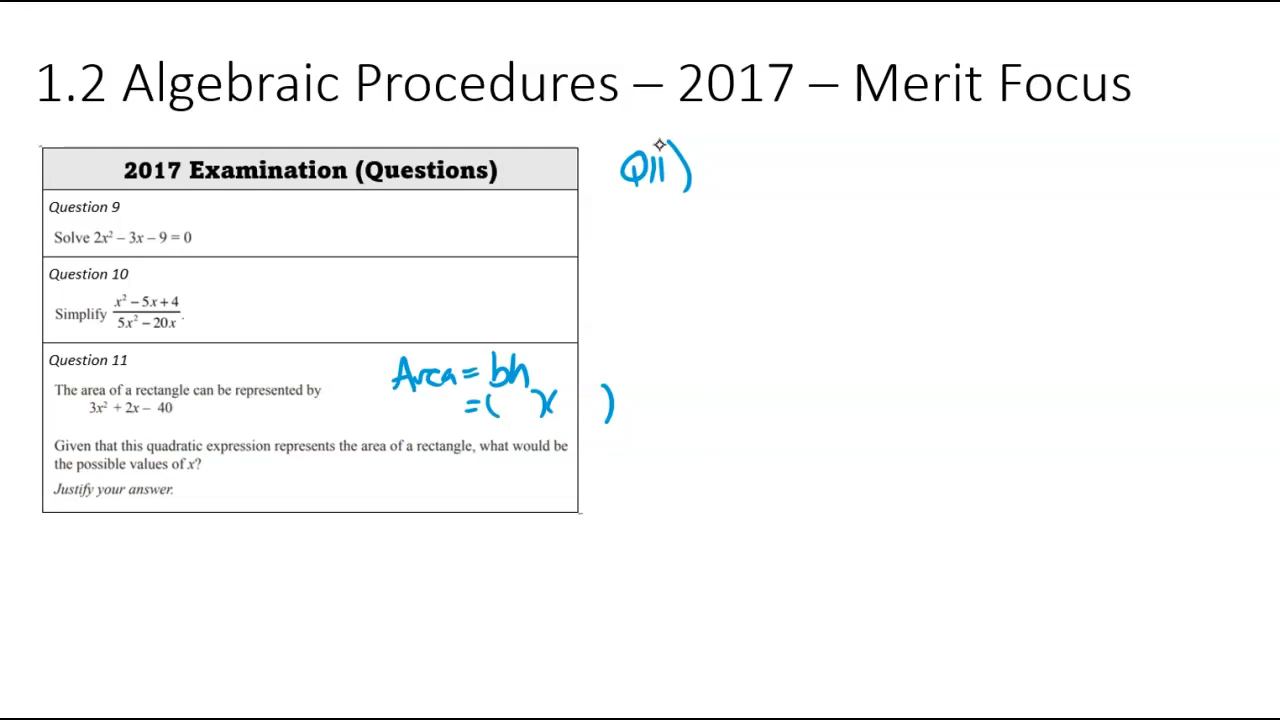 1.2 Algebraic Procedures – 2017 – Merit Focus
2017 Examination (Questions)
Question 9
Solve 2x² – 3x – 9 = 0
Question 10
Simplify (x² – 5x + 4)/(5x² – 20x).
Question 11
The area of a rectangle can be represented by
3x² + 2x – 40
Given that this quadratic expression represents the area of a rectangle, what would be
the possible values of x?
Justify your answer.
Area = bh
= ( )( )
Q11)